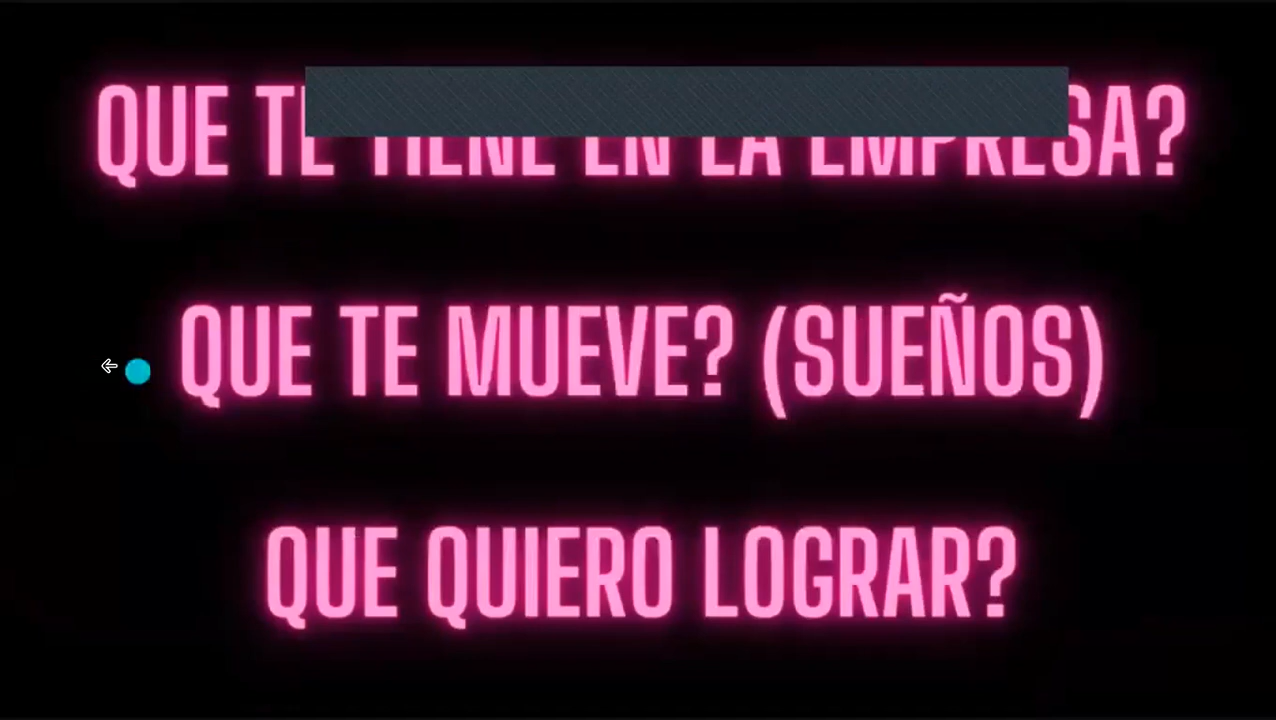 QUE TE TIENE EN LA EMPRESA?
QUE TE MUEVE? (SUEÑOS)
QUE QUIERO LOGRAR?